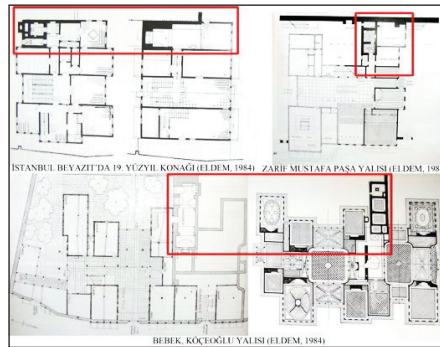 İSTANBUL BEYAZIT'DA 19. YÜZYIL KONAĞI (ELDEM, 1984)
ZARİF MUSTAFA PAŞA YALISI (ELDEM, 198
BEBEK, KÖÇEOĞLU YALISI (ELDEM, 1984)